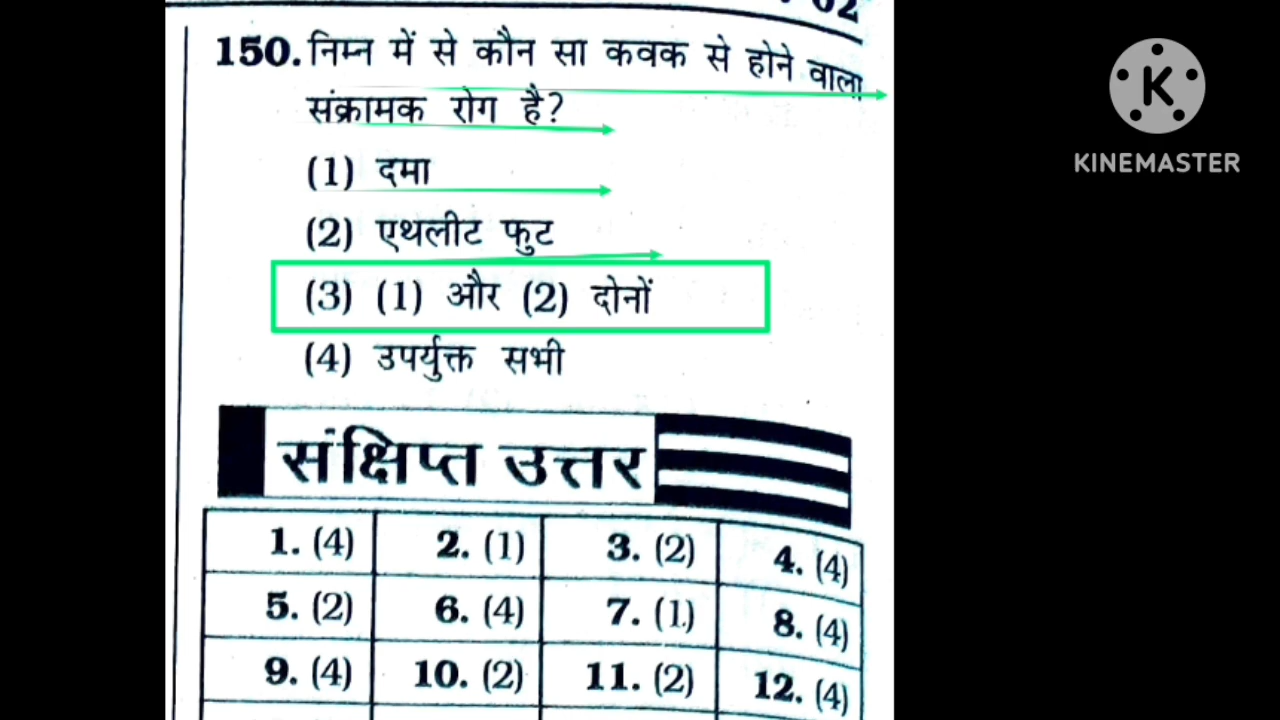 02
150. निम्न में से कौन सा कवक से होने वाला
संक्रामक रोग है?
(1) दमा
(2) एथलीट फुट
(3) (1) और (2) दोनों
(4) उपर्युक्त सभी
संक्षिप्त उत्तर
1. (4) 2. (1) 3. (2) 4. (4)
5. (2) 6. (4) 7. (1) 8. (4)
9. (4) 10. (2) 11. (2) 12. (4)
K
KINEMASTER